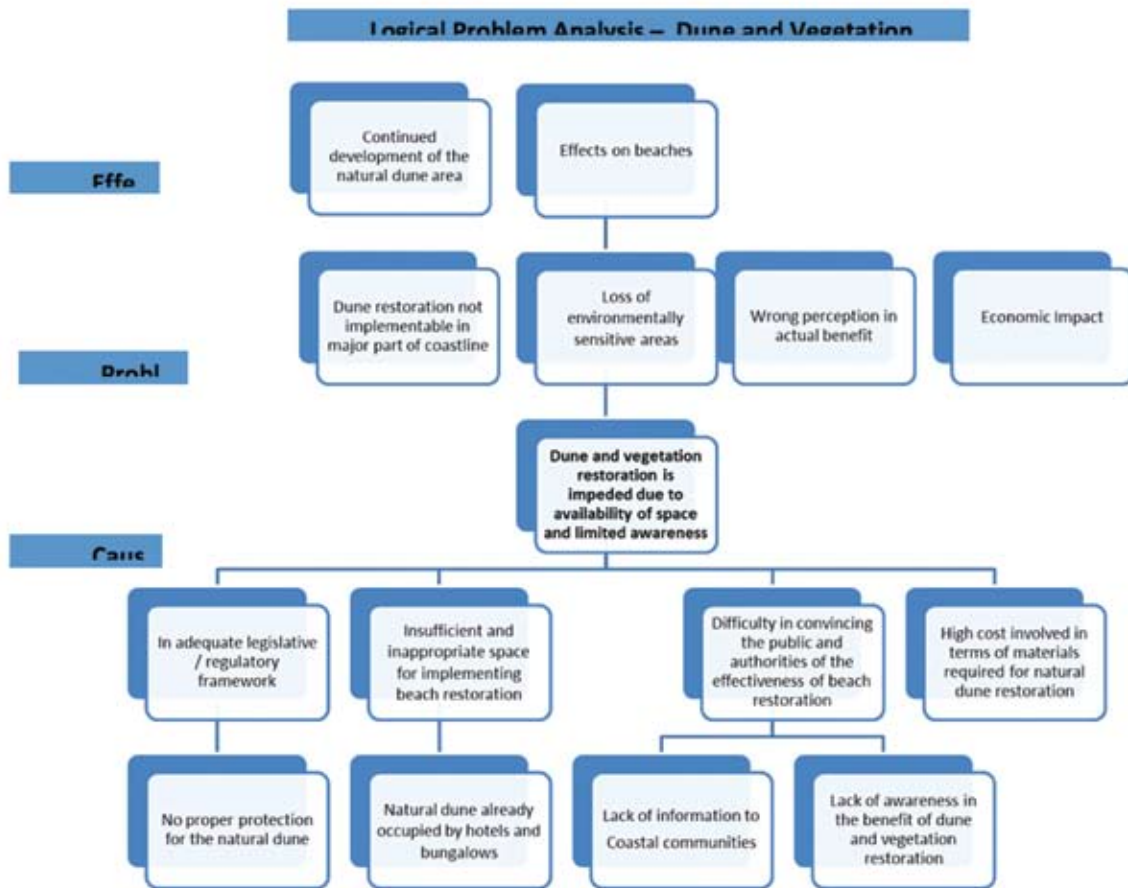 Logical Problem Analysis – Dune and Vegetation
Continued
development of the
natural dune area
Effects on beaches
Effe
Dune restoration not
implementable in
major part of coastline
Loss of
environmentally
sensitive areas
Wrong perception in
actual benefit
Economic Impact
Probl
Dune and vegetation
restoration is
impeded due to
availability of space
and limited awareness
Caus
In adequate legislative
/ regulatory
framework
Insufficient and
inappropriate space
for implementing
beach restoration
Difficulty in convincing
the public and
authorities of the
effectiveness of beach
restoration
High cost involved in
terms of materials
required for natural
dune restoration
No proper protection
for the natural dune
Natural dune already
occupied by hotels and
bungalows
Lack of information to
Coastal communities
Lack of awareness in
the benefit of dune
and vegetation
restoration